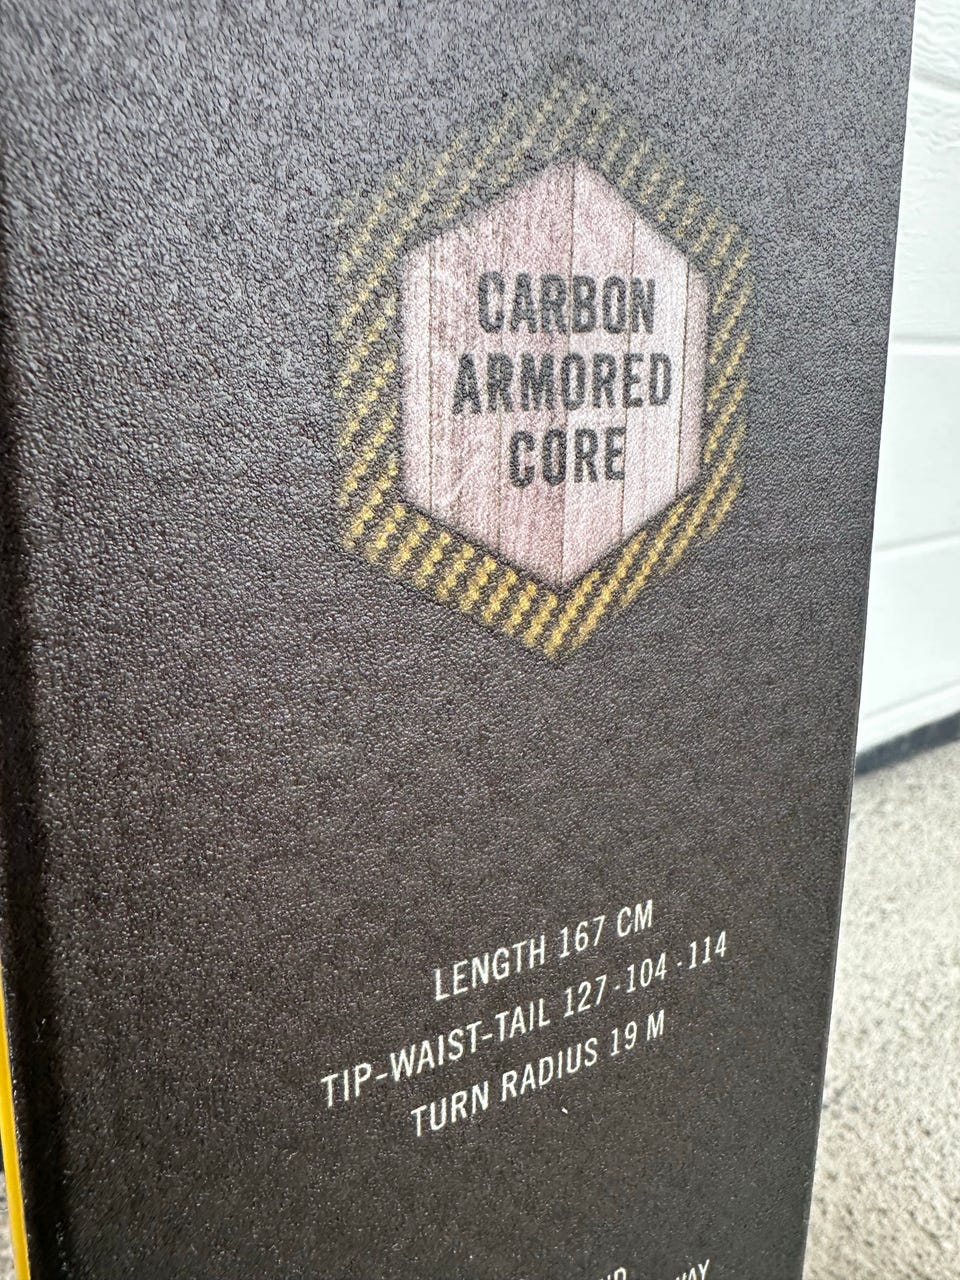 CARBON
ARMORED
CORE
LENGTH 167 CM
TIP-WAIST-TAIL 127·104·114
TURN RADIUS 19 M